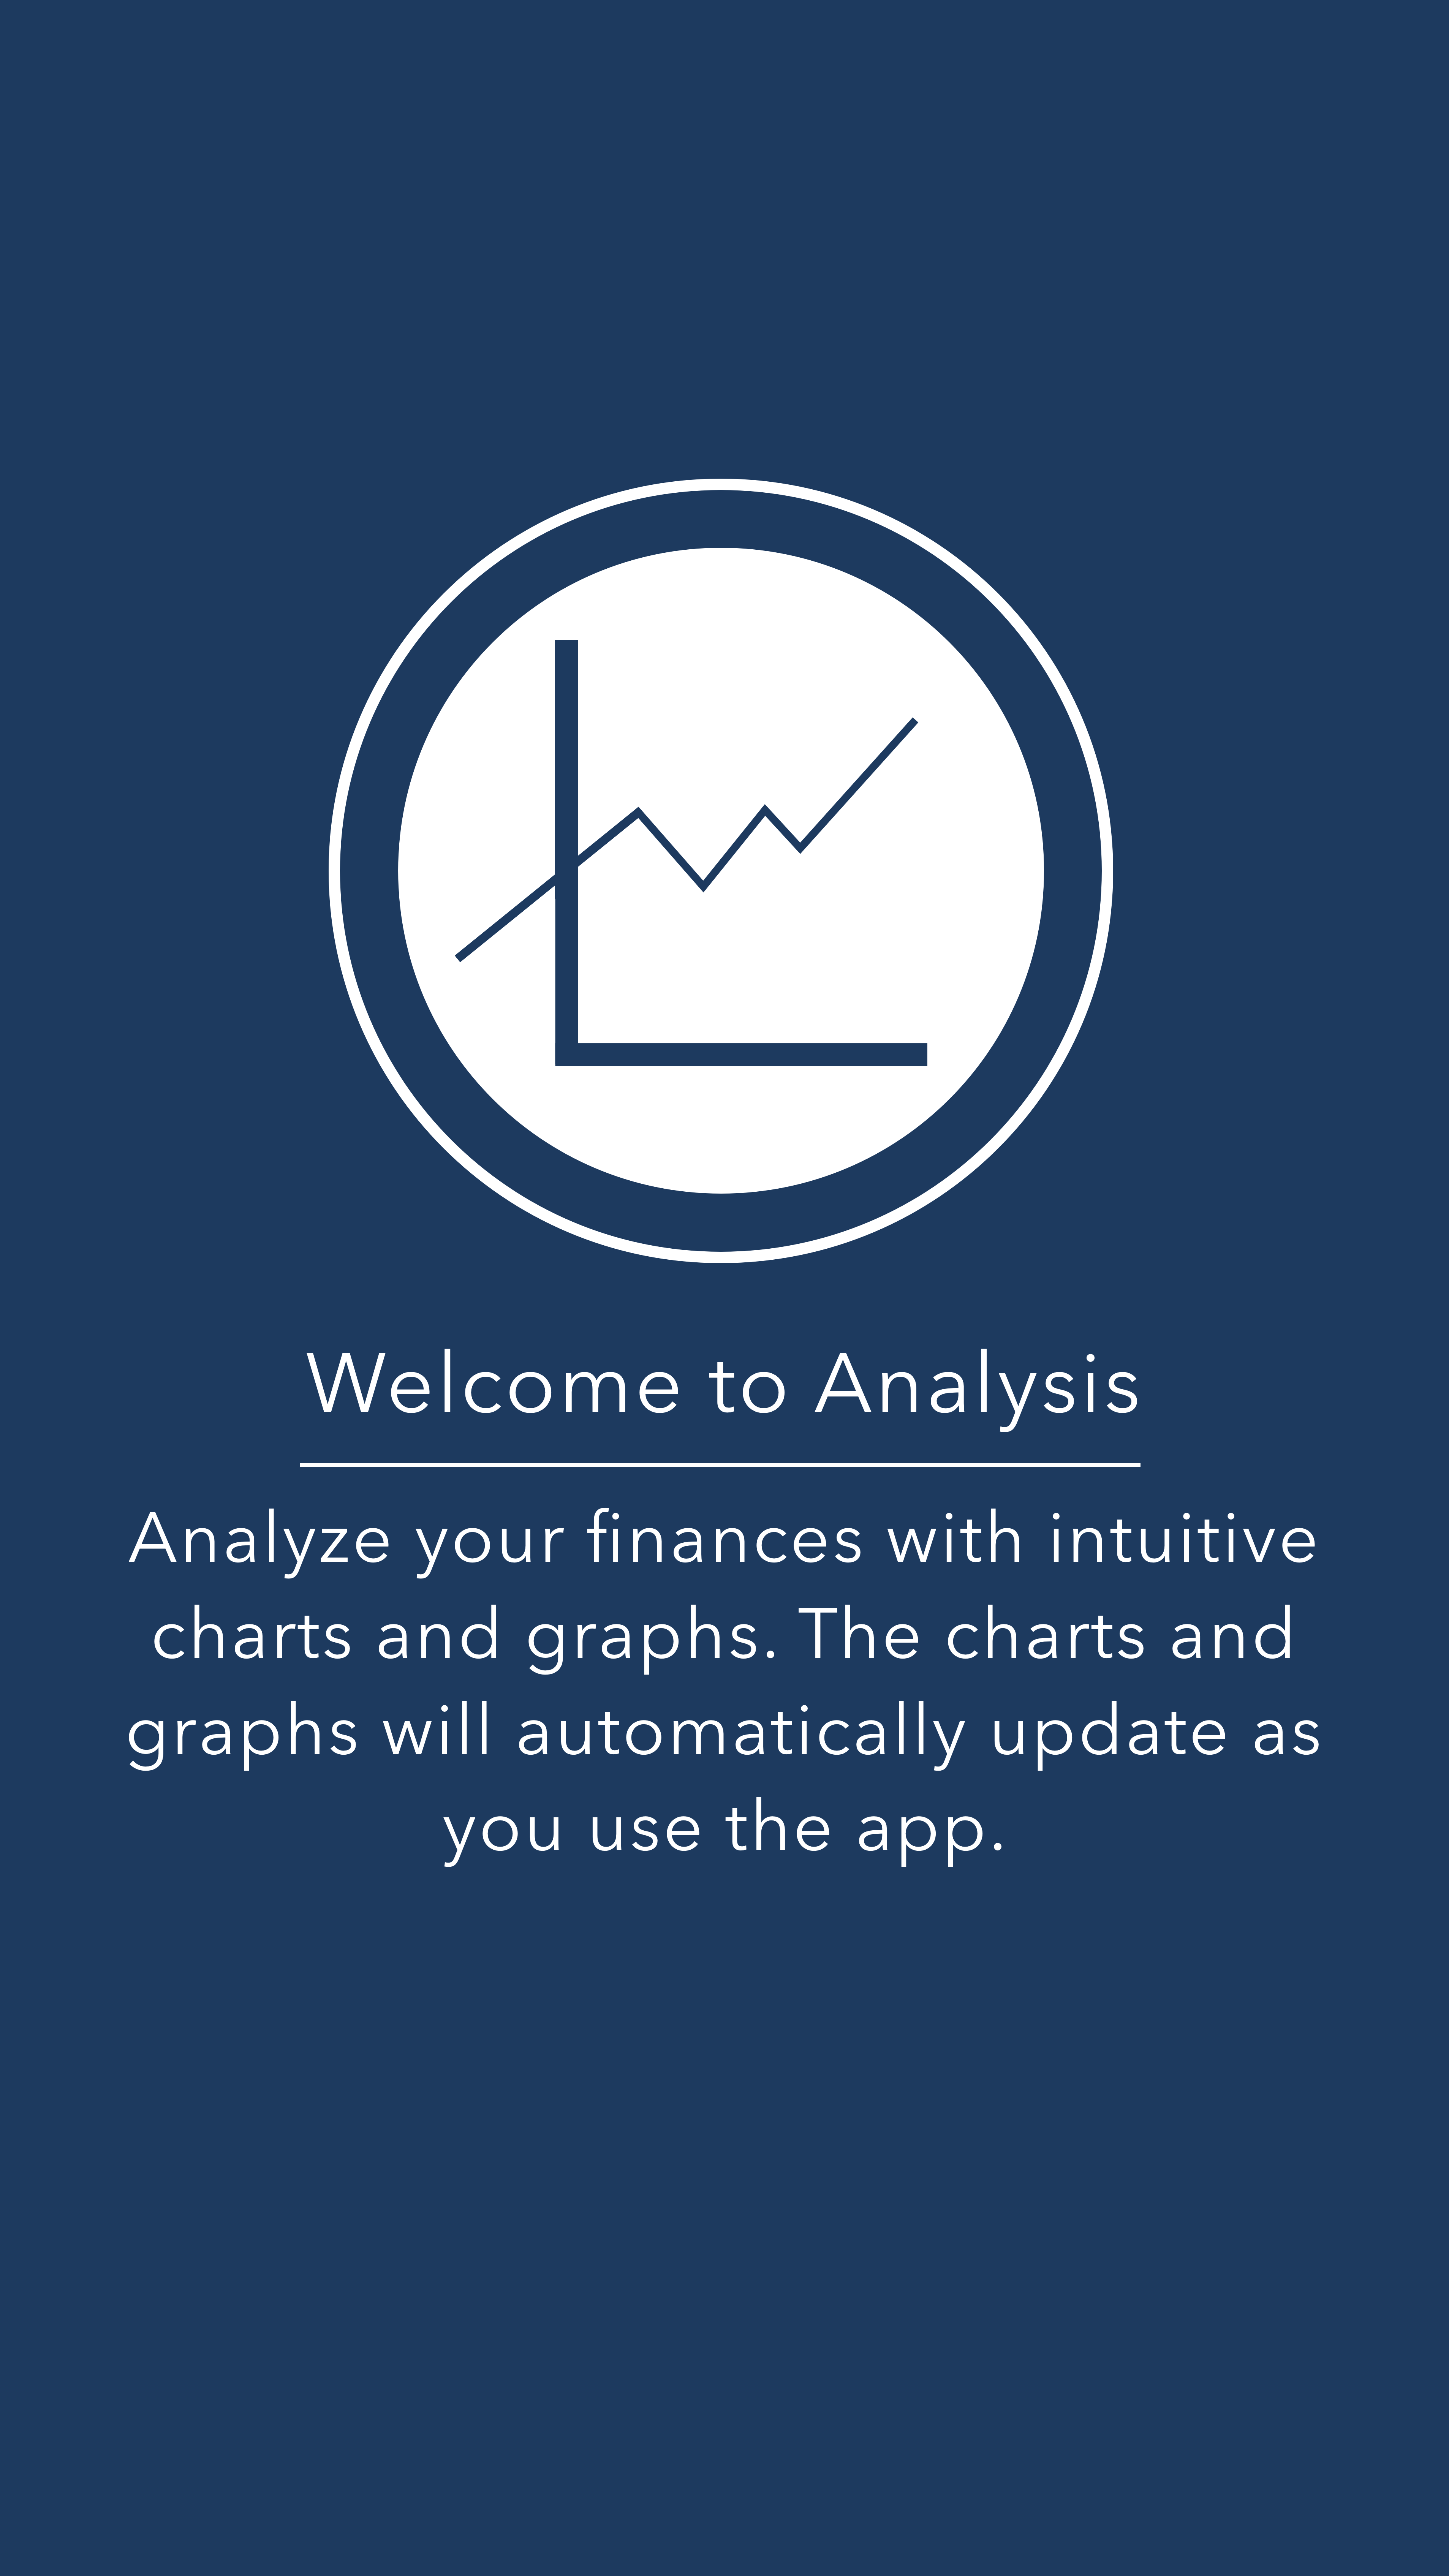 Welcome to Analysis
Analyze your finances with intuitive
charts and graphs. The charts and
graphs will automatically update as
you use the app.